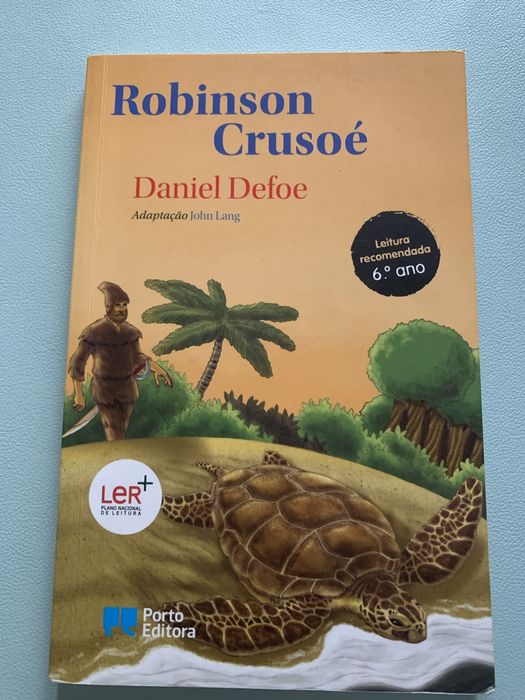 Robinson
Crusoé
Daniel Defoe
Adaptação John Lang
Leitura
recomendada
6.º ano
LeR+
PLANO NACIONAL
DE LEITURA
Porto
Editora